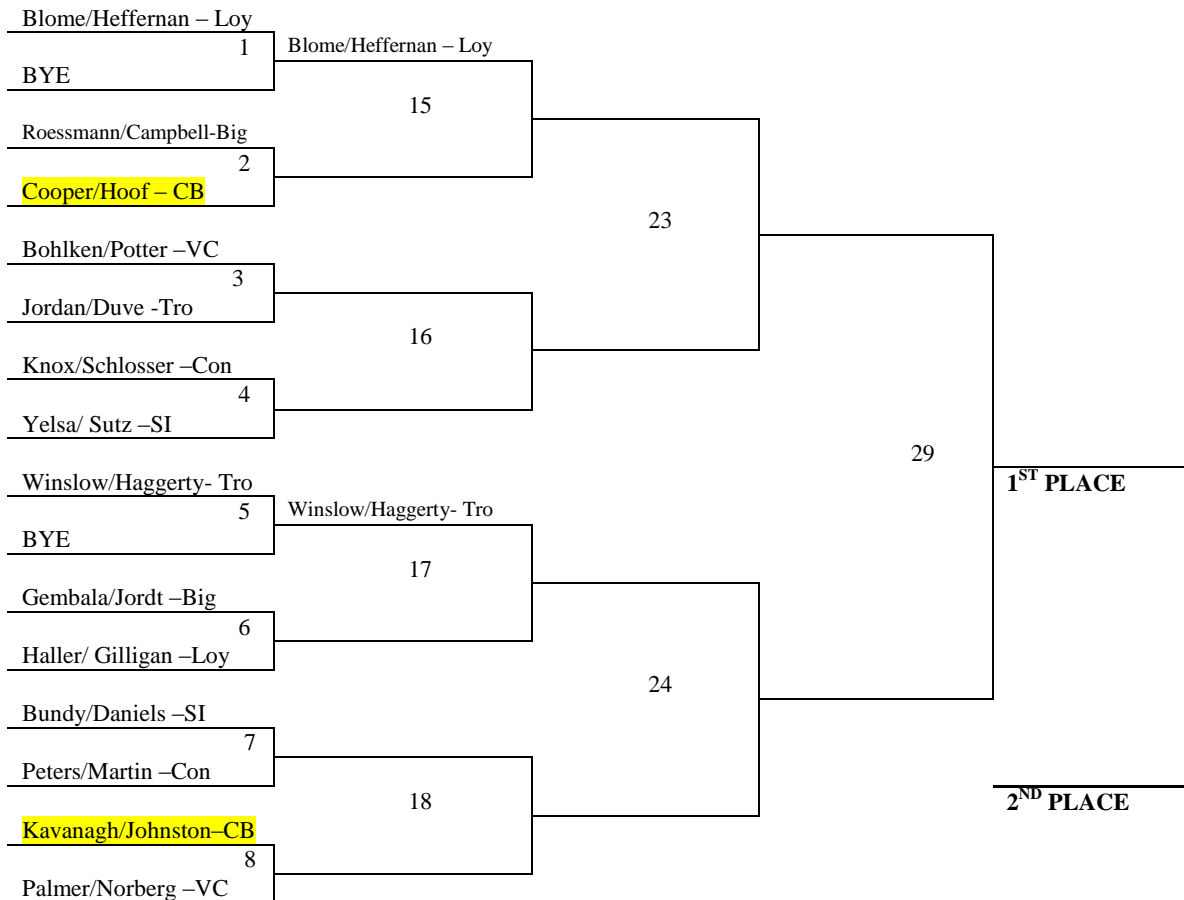 Blome/Heffernan – Loy
1
Blome/Heffernan – Loy
BYE
15
Roessmann/Campbell-Big
2
Cooper/Hoof – CB
23
Bohlken/Potter –VC
3
Jordan/Duve -Tro
16
Knox/Schlosser –Con
4
Yelsa/ Sutz –SI
29
Winslow/Haggerty- Tro
1ST PLACE
5
Winslow/Haggerty- Tro
BYE
17
Gembala/Jordt –Big
6
Haller/ Gilligan –Loy
24
Bundy/Daniels –SI
7
Peters/Martin –Con
18
2ND PLACE
Kavanagh/Johnston–CB
8
Palmer/Norberg –VC